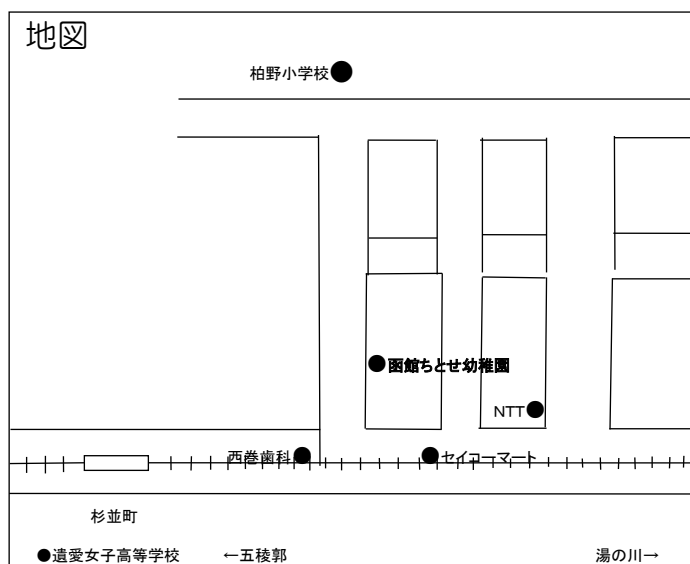 地図
柏野小学校
函館ちとせ幼稚園
NTT
西巻歯科
セイコーマート
杉並町
遺愛女子高等学校
←五稜郭
湯の川→